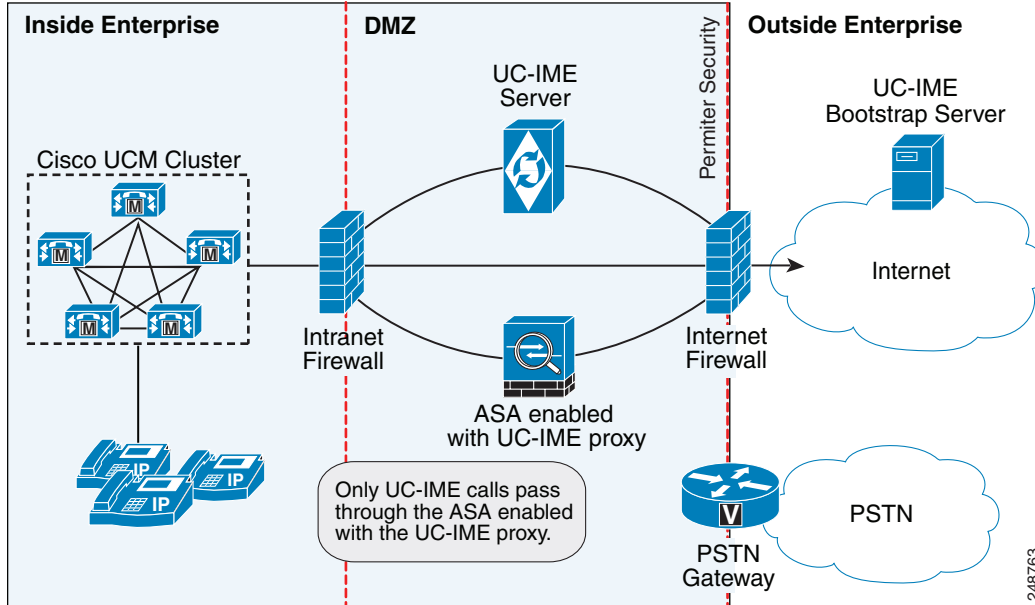 Inside Enterprise
DMZ
Permiter Security
Outside Enterprise
UC-IME
Server
UC-IME
Bootstrap Server
Cisco UCM Cluster
M
M
M
M
M
Internet
Intranet
Firewall
Internet
Firewall
ASA enabled
with UC-IME proxy
IP
IP
IP
Only UC-IME calls pass
through the ASA enabled
with the UC-IME proxy.
V
PSTN
PSTN
Gateway
248763